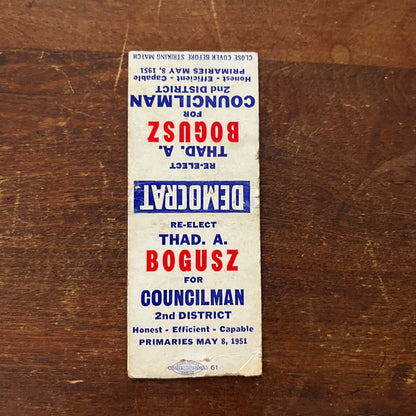 CLOSE COVER BEFORE STRIKING MATCH
PRIMARIES MAY 8, 1951
Honest - Efficient - Capable
2nd DISTRICT
COUNCILMAN
FOR
BOGUSZ
THAD. A.
RE-ELECT
DEMOCRAT
RE-ELECT
THAD. A.
BOGUSZ
FOR
COUNCILMAN
2nd DISTRICT
Honest - Efficient - Capable
PRIMARIES MAY 8, 1951
61